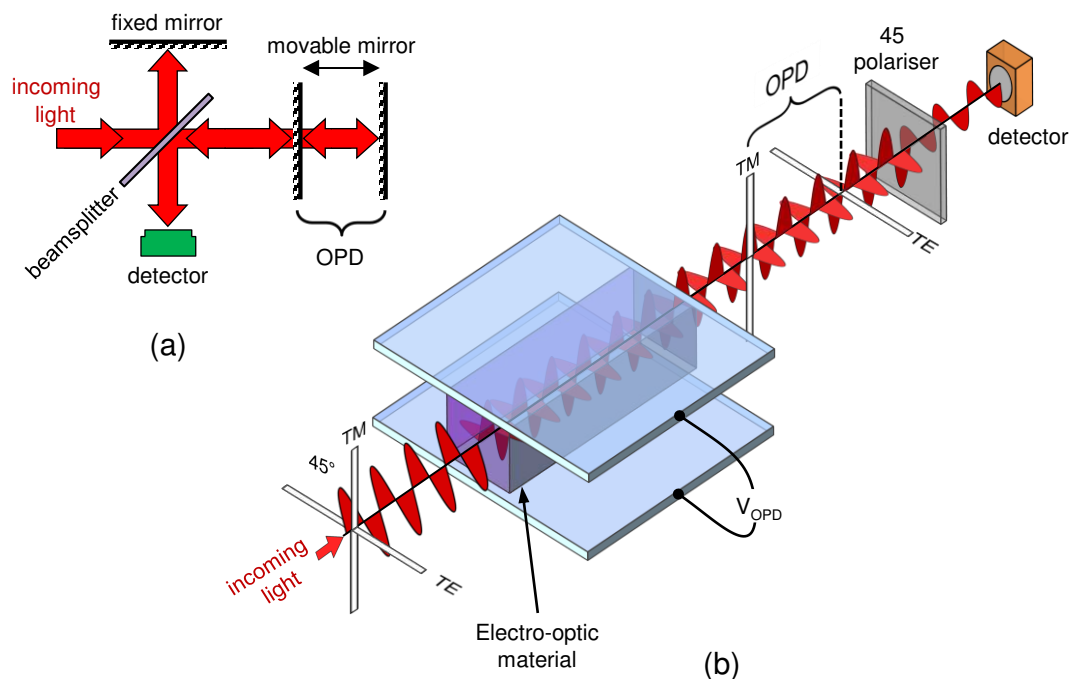 fixed mirror
movable mirror
incoming
light
beamsplitter
OPD
detector
(a)
45
polariser
OPD
detector
TM
TE
TM
45°
V_OPD
incoming
light
TE
Electro-optic
material
(b)